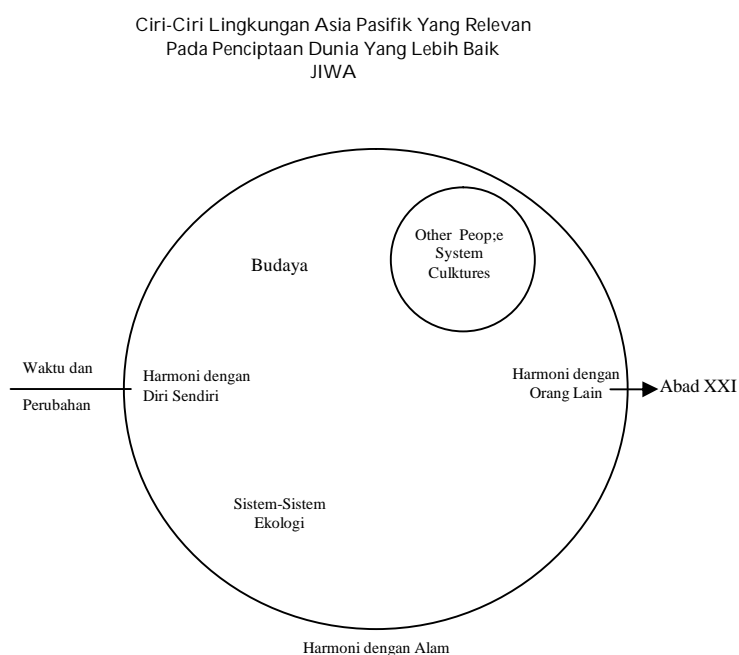 Ciri-Ciri Lingkungan Asia Pasifik Yang Relevan
Pada Penciptaan Dunia Yang Lebih Baik
JIWA
Other Peop;e
System
Culktures
Budaya
Waktu dan
Perubahan
Harmoni dengan
Diri Sendiri
Harmoni dengan
Orang Lain
Abad XXI
Sistem-Sistem
Ekologi
Harmoni dengan Alam